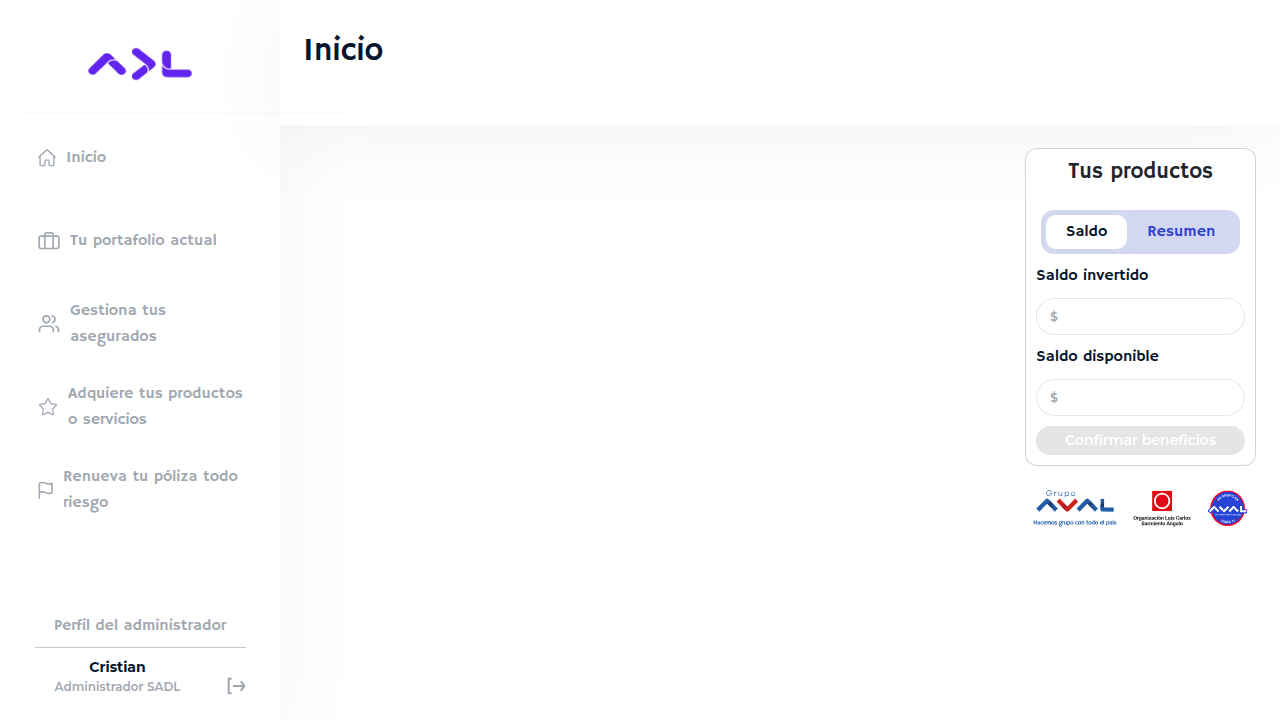 ADL
Inicio
Inicio
Tu portafolio actual
Gestiona tus
asegurados
Adquiere tus productos
o servicios
Renueva tu póliza todo
riesgo
Perfil del administrador
Cristian
Administrador SADL
Tus productos
Saldo
Resumen
Saldo invertido
$
Saldo disponible
$
Confirmar beneficios
Grupo
AVAL
Hacemos grupo con todo el país
Organización Luis Carlos
Sarmiento Angulo
AVAL